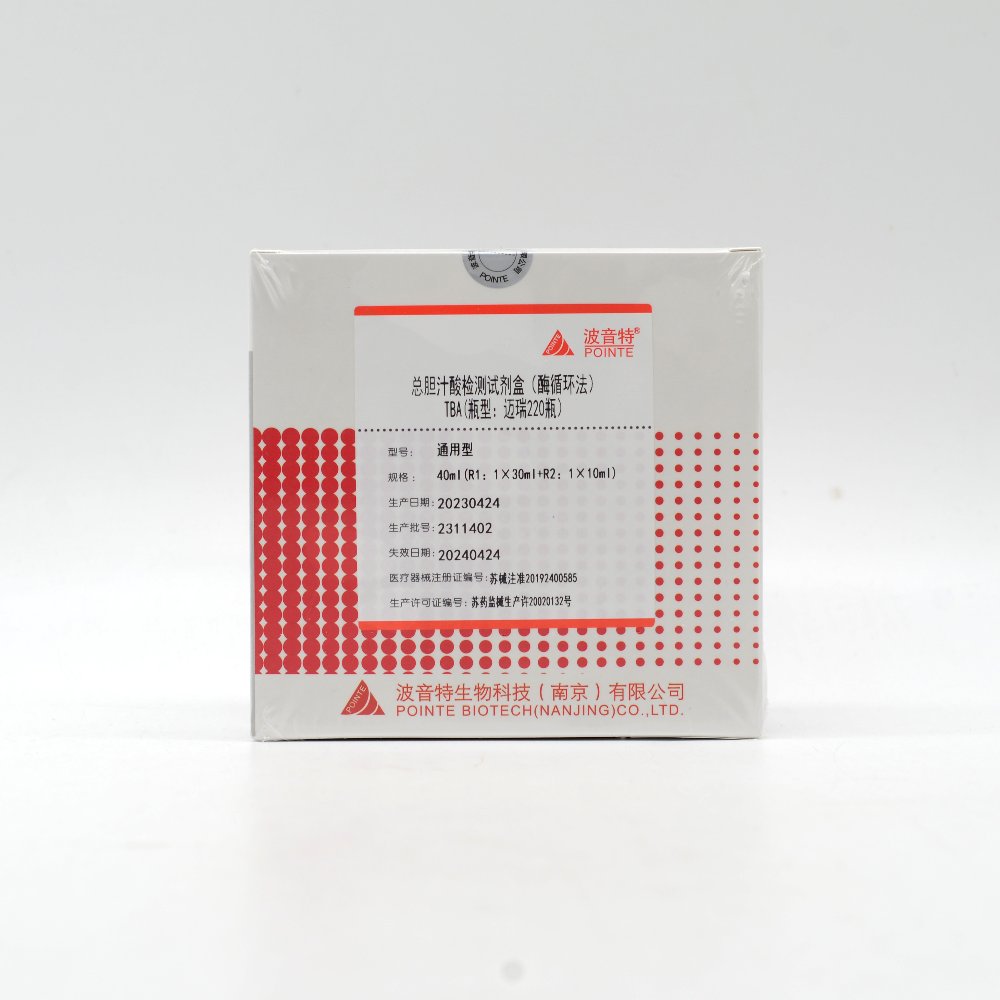 POINTE
POINTE
波音特®
POINTE
总胆汁酸检测试剂盒（酶循环法）
TBA(瓶型：迈瑞220瓶)
型号： 通用型
规格： 40ml(R1：1×30ml+R2：1×10ml)
生产日期：20230424
生产批号：2311402
失效日期：20240424
医疗器械注册证编号：苏械注准20192400585
生产许可证编号：苏药监械生产许20020132号
POINTE
波音特生物科技（南京）有限公司
POINTE BIOTECH(NANJING)CO.,LTD.